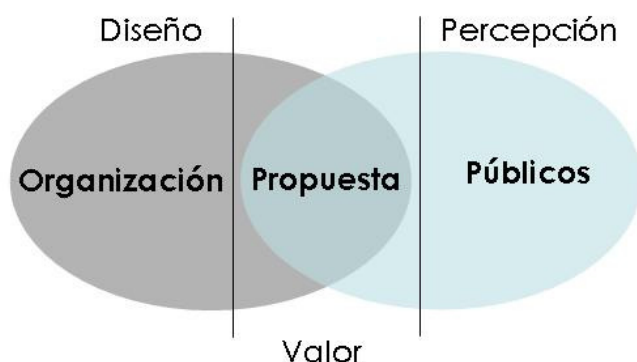 Diseño
Percepción
Organización
Propuesta
Públicos
Valor